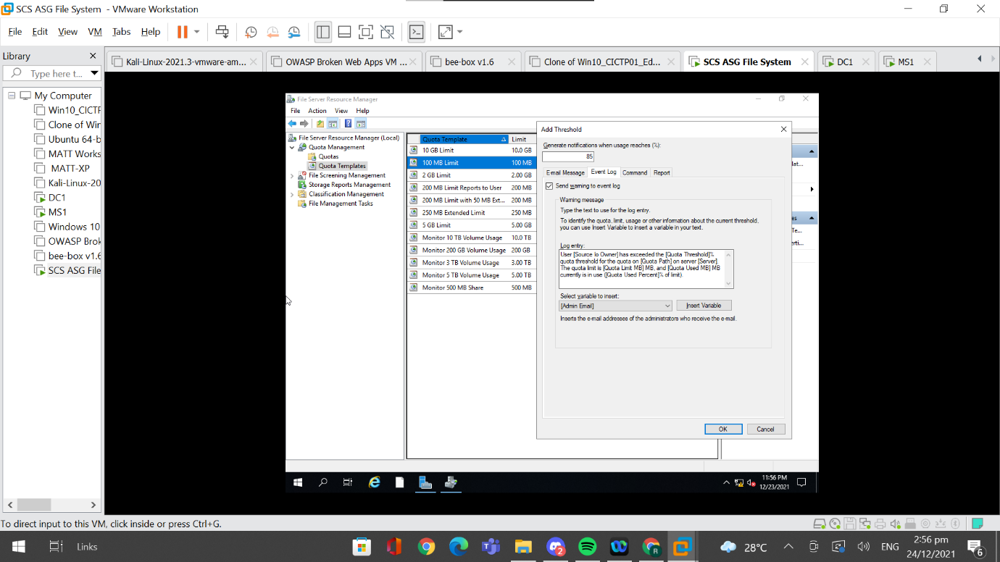 SCS ASG File System - VMware Workstation
File Edit View VM Tabs Help
Library
Type here t...
Kali-Linux-2021.3-vmware-am...
OWASP Broken Web Apps VM ...
bee-box v1.6
Clone of Win10_CICTP01_Ed...
SCS ASG File System
DC1
MS1
My Computer
Win10_CICTP
Clone of Win
Ubuntu 64-b
MATT Works
MATT-XP
Kali-Linux-20
DC1
MS1
Windows 10
OWASP Brok
bee-box v1.6
SCS ASG File
File Server Resource Manager
File Action View Help
File Server Resource Manager (Local)
Quota Management
Quotas
Quota Templates
File Screening Management
Storage Reports Management
Classification Management
File Management Tasks
Quota Template Limit
10 GB Limit 10.0 GB
100 MB Limit 100 MB
2 GB Limit 2.00 GB
200 MB Limit Reports to User 200 MB
200 MB Limit with 50 MB Ext... 200 MB
250 MB Extended Limit 250 MB
5 GB Limit 5.00 GB
Monitor 10 TB Volume Usage 10.0 TB
Monitor 200 GB Volume Usage 200 GB
Monitor 3 TB Volume Usage 3.00 TB
Monitor 5 TB Volume Usage 5.00 TB
Monitor 500 MB Share 500 MB
Add Threshold
Generate notifications when usage reaches (%):
85
E-mail Message Event Log Command Report
Send warning to event log
Warning message
Type the text to use for the log entry.
To identify the quota, limit, usage or other information about the current threshold,
you can use Insert Variable to insert a variable in your text.
Log entry:
User [Source Io Owner] has exceeded the [Quota Threshold]%
quota threshold for the quota on [Quota Path] on server [Server].
The quota limit is [Quota Limit MB] MB, and [Quota Used MB] MB
currently is in use ([Quota Used Percent]% of limit).
Select variable to insert:
[Admin Email] Insert Variable
Inserts the e-mail addresses of the administrators who receive the e-mail.
OK Cancel
lat...
es
Te...
erti...
11:56 PM
12/23/2021
To direct input to this VM, click inside or press Ctrl+G.
Links
2
R
28°C
ENG
2:56 pm
24/12/2021
6